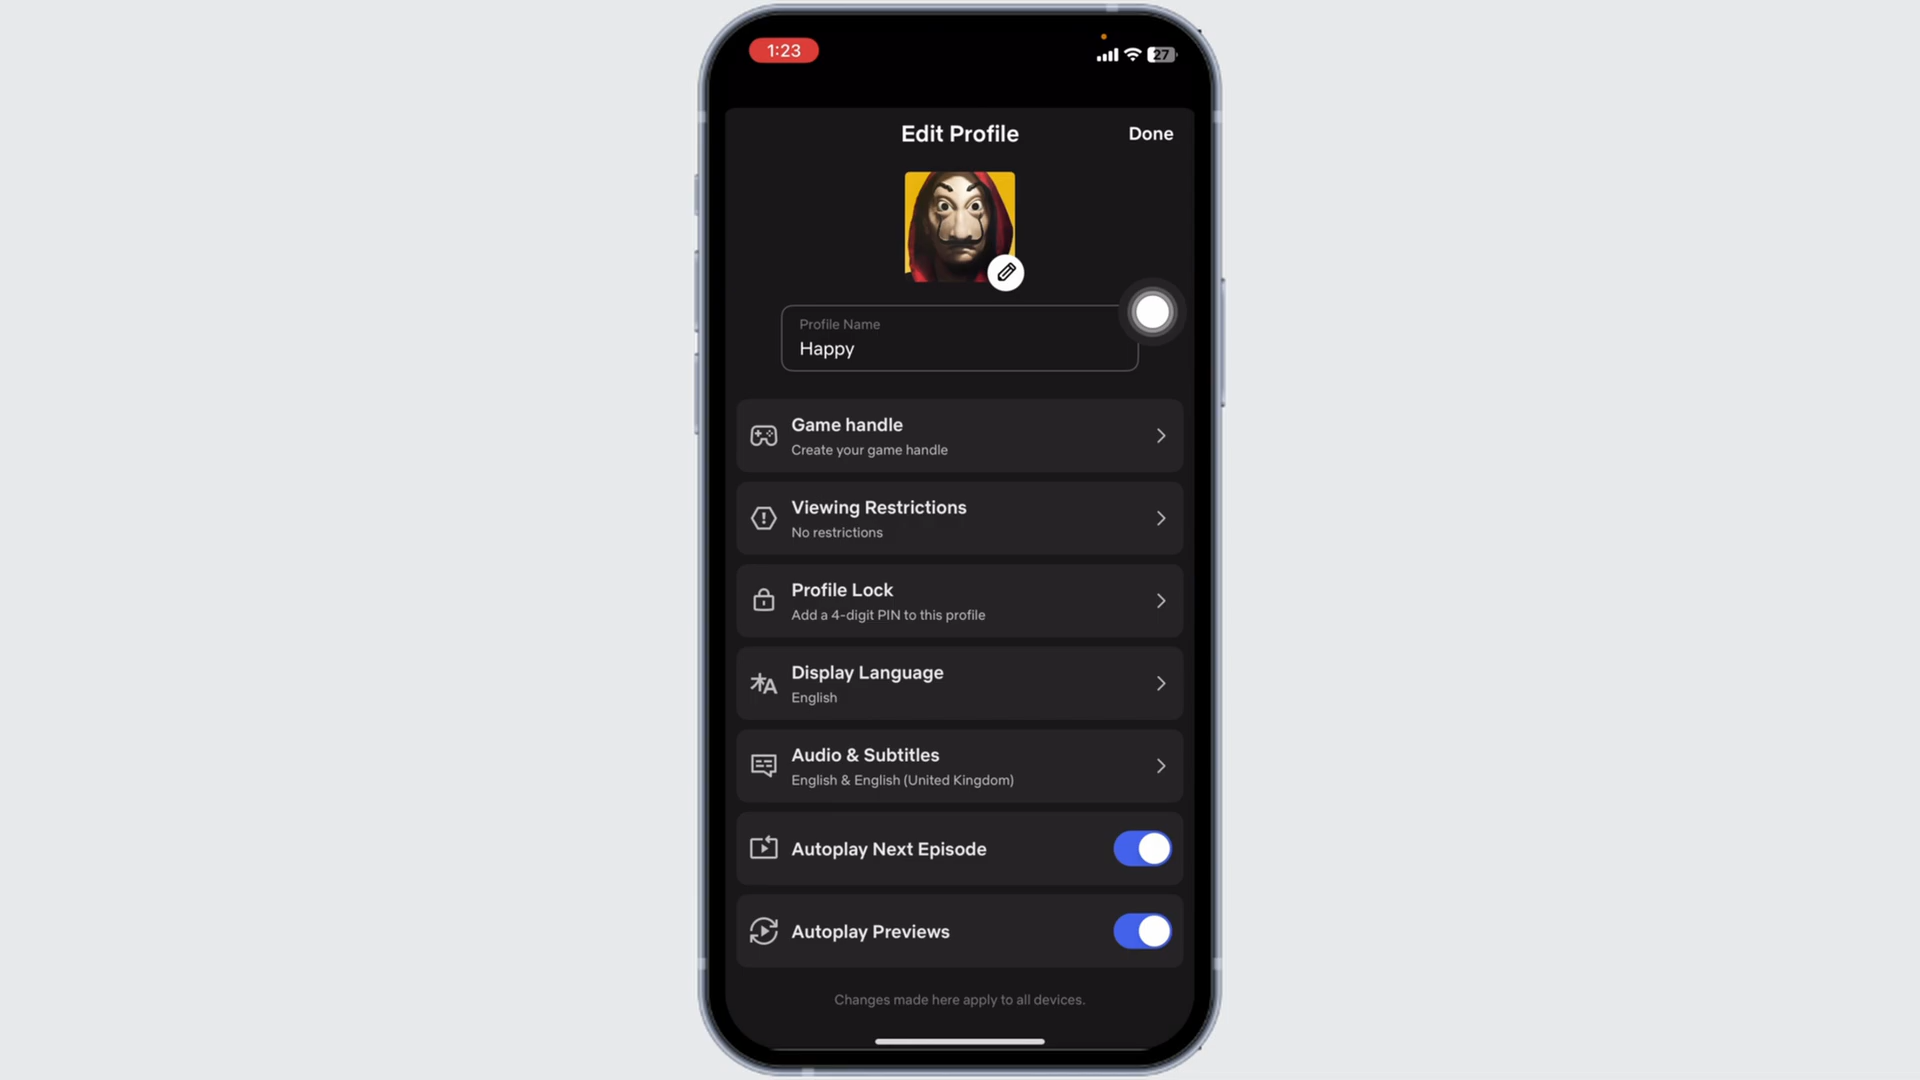 1:23
27
Edit Profile
Done
Profile Name
Happy
Game handle
Create your game handle
Viewing Restrictions
No restrictions
Profile Lock
Add a 4-digit PIN to this profile
Display Language
English
Audio & Subtitles
English & English (United Kingdom)
Autoplay Next Episode
Autoplay Previews
Changes made here apply to all devices.